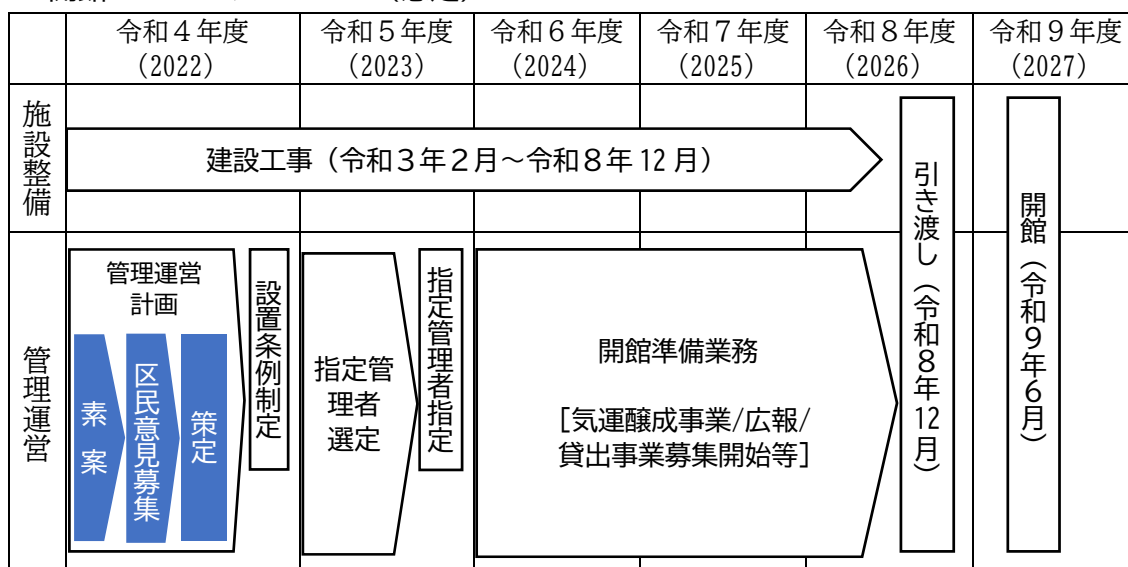 令和４年度
(2022)
令和５年度
(2023)
令和６年度
(2024)
令和７年度
(2025)
令和８年度
(2026)
令和９年度
(2027)
施設整備
建設工事（令和３年２月～令和８年 12 月）
引き渡し（令和８年12月）
開館（令和９年６月）
管理運営
管理運営
計画
素案
区民意見募集
策定
設置条例制定
指定管
理者
選定
指定管理者指定
開館準備業務
[気運醸成事業/広報/
貸出事業募集開始等]